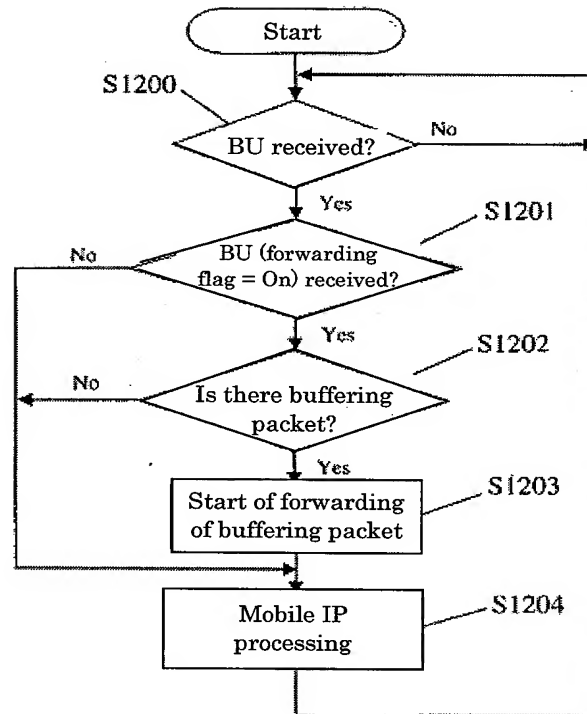 Start
S1200
BU received?
No
Yes
S1201
BU (forwarding
flag = On) received?
No
Yes
S1202
Is there buffering
packet?
No
Yes
S1203
Start of forwarding
of buffering packet
S1204
Mobile IP
processing